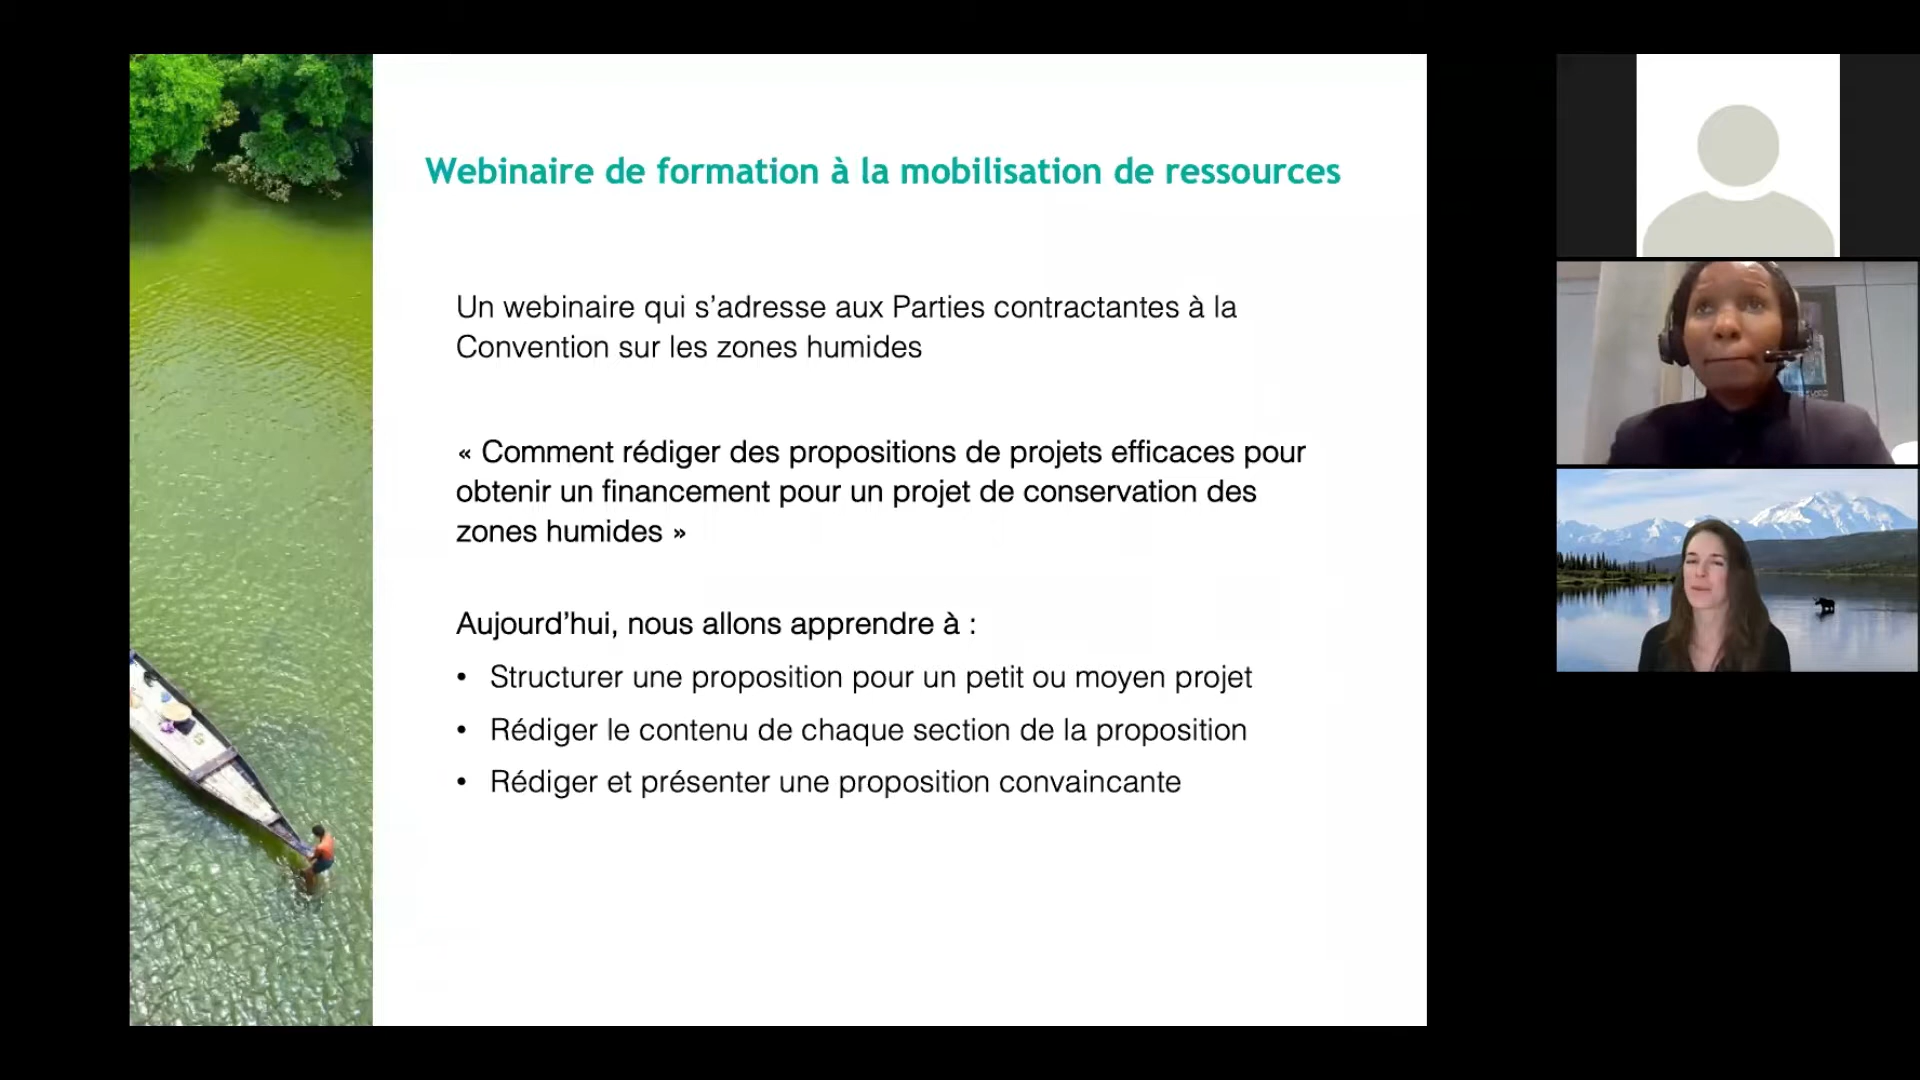 Webinaire de formation à la mobilisation de ressources
Un webinaire qui s’adresse aux Parties contractantes à la
Convention sur les zones humides
« Comment rédiger des propositions de projets efficaces pour
obtenir un financement pour un projet de conservation des
zones humides »
Aujourd’hui, nous allons apprendre à :
• Structurer une proposition pour un petit ou moyen projet
• Rédiger le contenu de chaque section de la proposition
• Rédiger et présenter une proposition convaincante